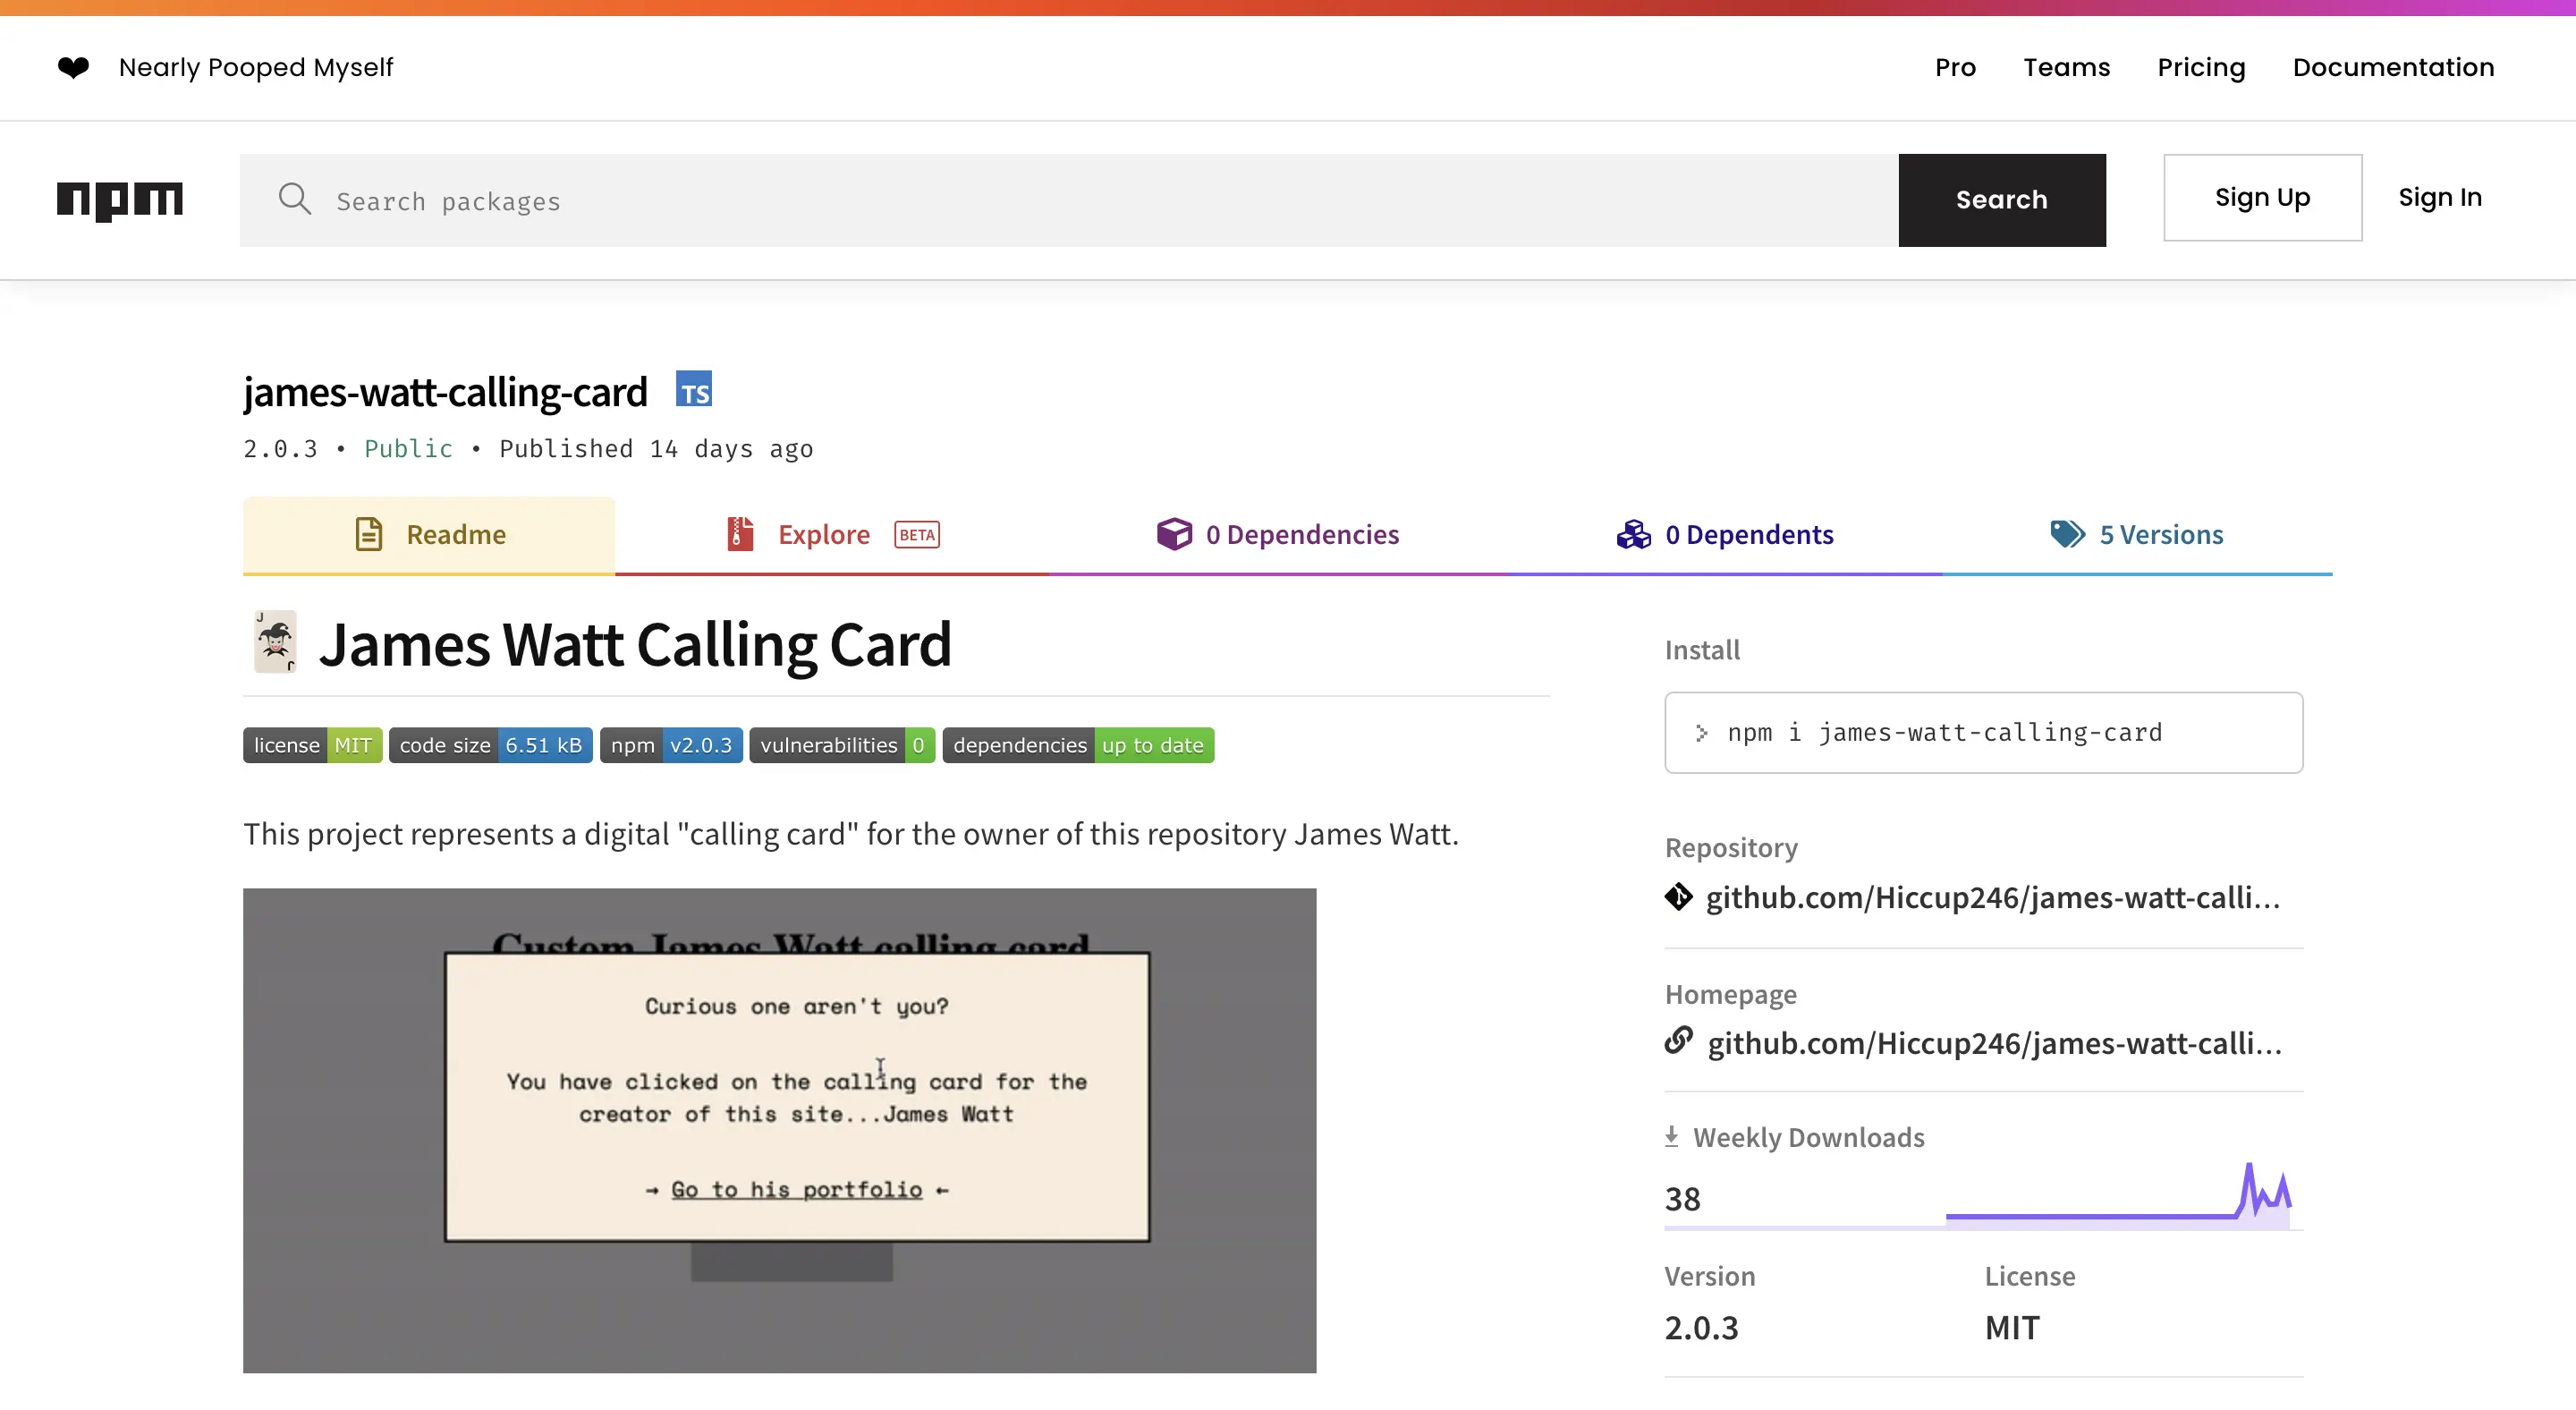 Nearly Pooped Myself
Pro
Teams
Pricing
Documentation
npm
Search packages
Search
Sign Up
Sign In
james-watt-calling-card
TS
2.0.3 • Public • Published 14 days ago
Readme
Explore
BETA
0 Dependencies
0 Dependents
5 Versions
J
James Watt Calling Card
J
license MIT
code size 6.51 kB
npm v2.0.3
vulnerabilities 0
dependencies up to date
This project represents a digital "calling card" for the owner of this repository James Watt.
Custom James Watt calling card
Curious one aren't you?
You have clicked on the calling card for the
creator of this site...James Watt
→ Go to his portfolio ←
Install
> npm i james-watt-calling-card
Repository
github.com/Hiccup246/james-watt-calli...
Homepage
github.com/Hiccup246/james-watt-calli...
Weekly Downloads
38
Version
License
2.0.3
MIT